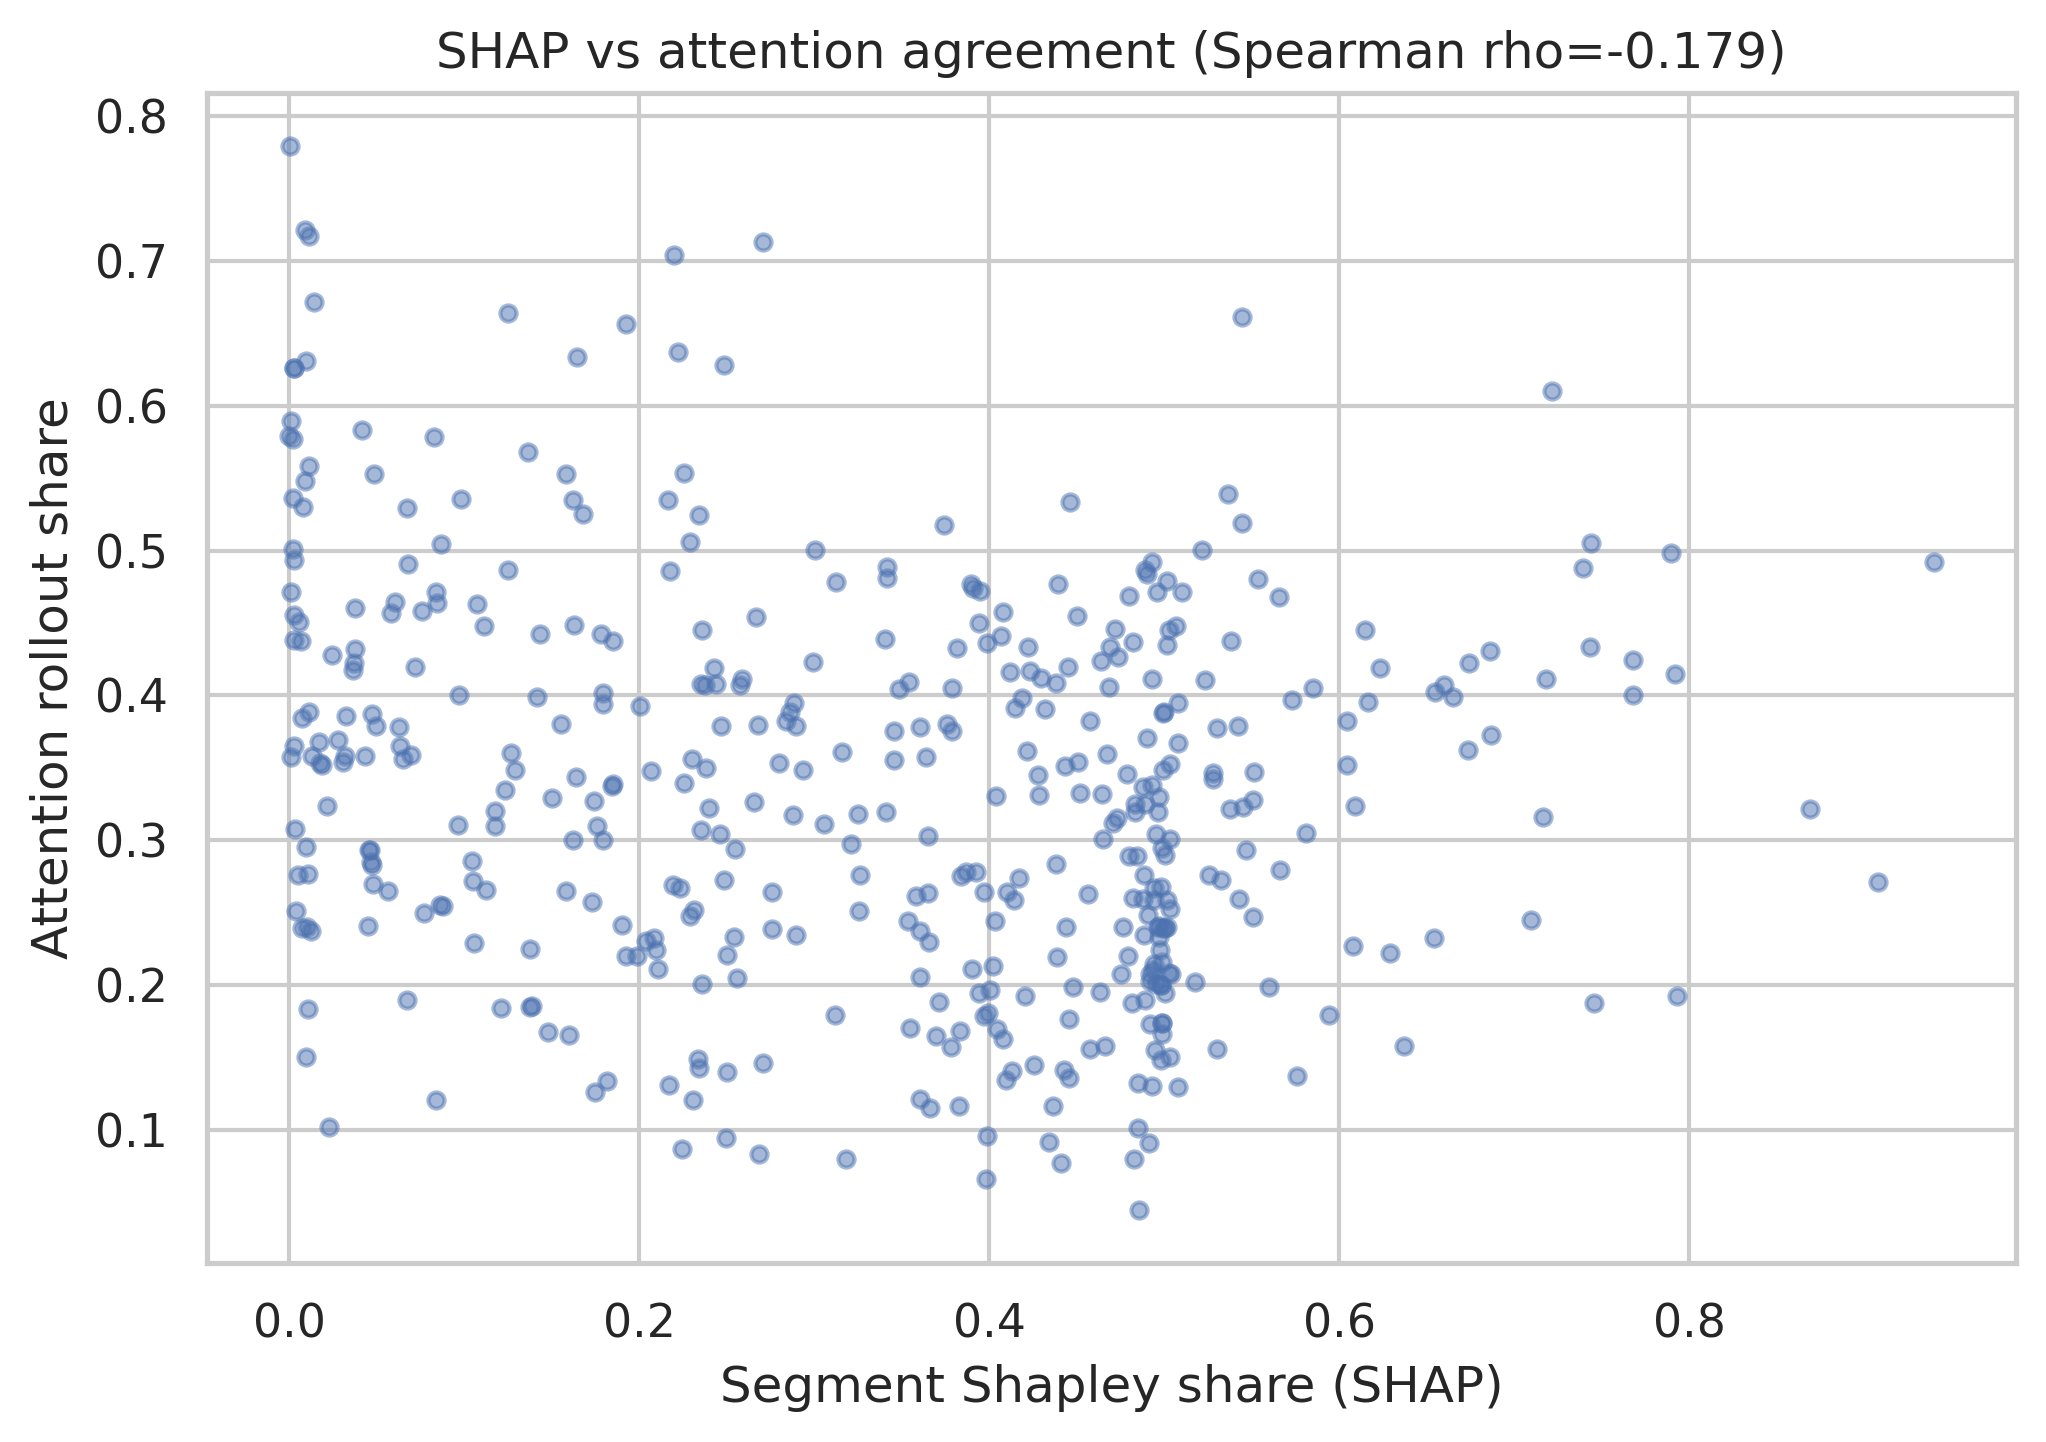 SHAP vs attention agreement (Spearman rho=-0.179)
Attention rollout share
0.8
0.7
0.6
0.5
0.4
0.3
0.2
0.1
0.0 0.2 0.4 0.6 0.8
Segment Shapley share (SHAP)